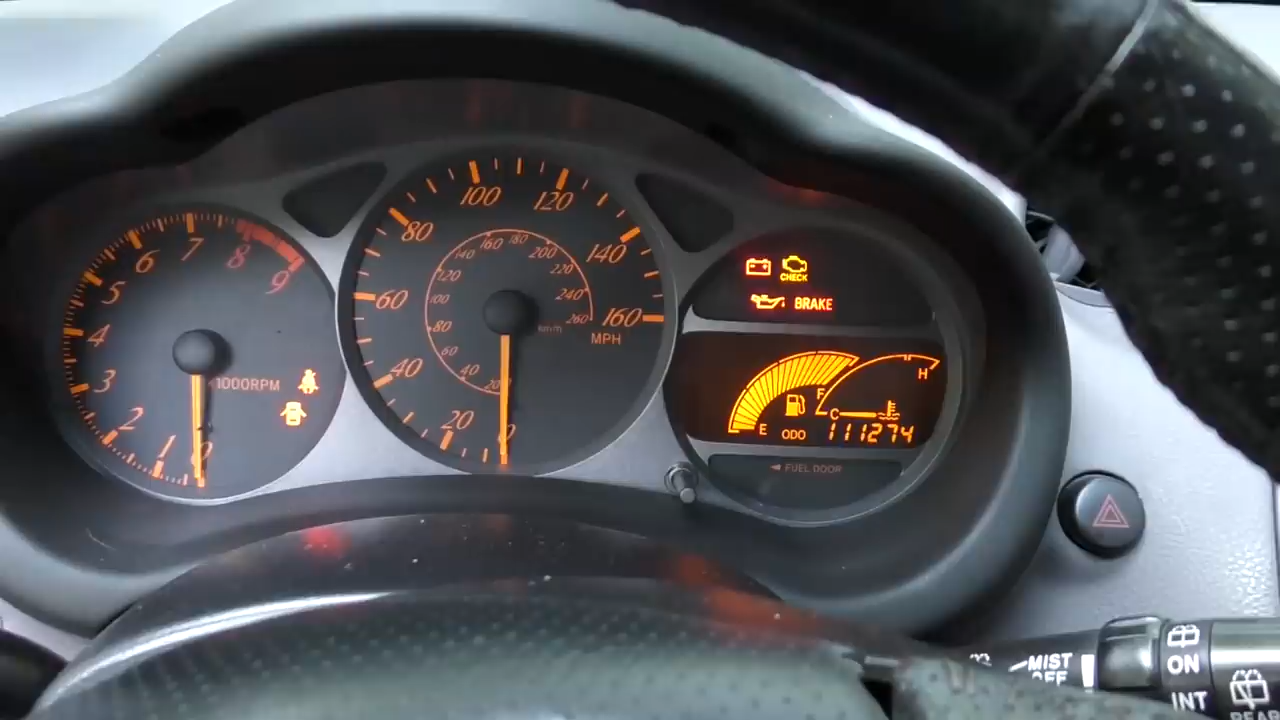 1
2
3
4
5
6
7
8
9
0
1000RPM
0
20
40
60
80
100
120
140
160
MPH
20
40
60
80
100
120
140
160
180
200
220
240
260
km/h
CHECK
BRAKE
F
H
C
E
ODO
111274
◄ FUEL DOOR
MIST
OFF
ON
INT
REAR